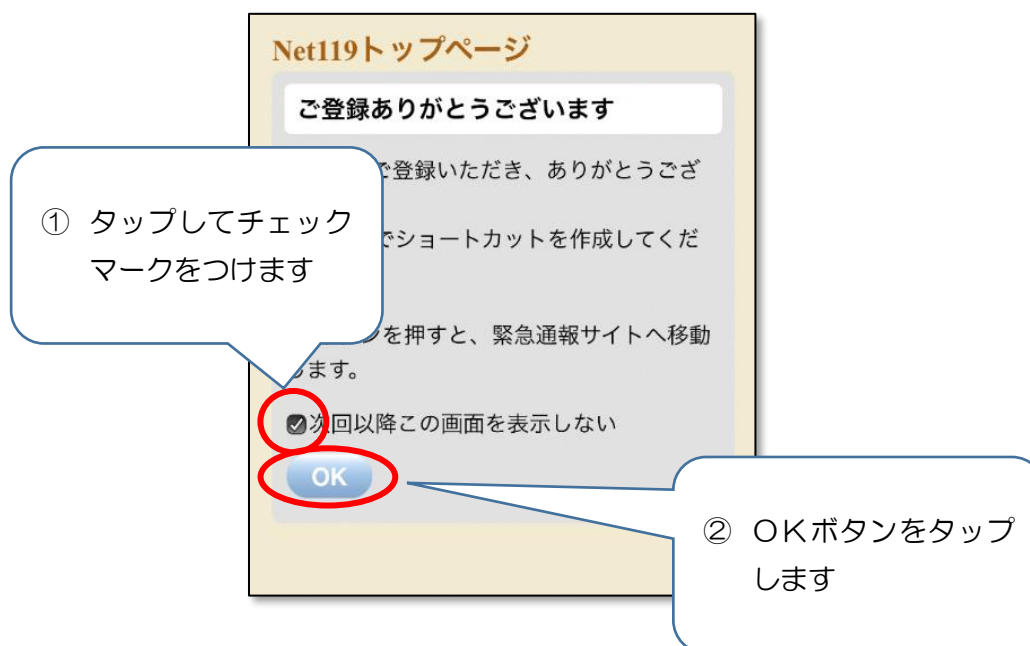 Net119トップページ
ご登録ありがとうございます
ご登録いただき、ありがとうござ
でショートカットを作成してくだ
を押すと、緊急通報サイトへ移動
します。
次回以降この画面を表示しない
OK
① タップしてチェック
マークをつけます
② ОKボタンをタップ
します